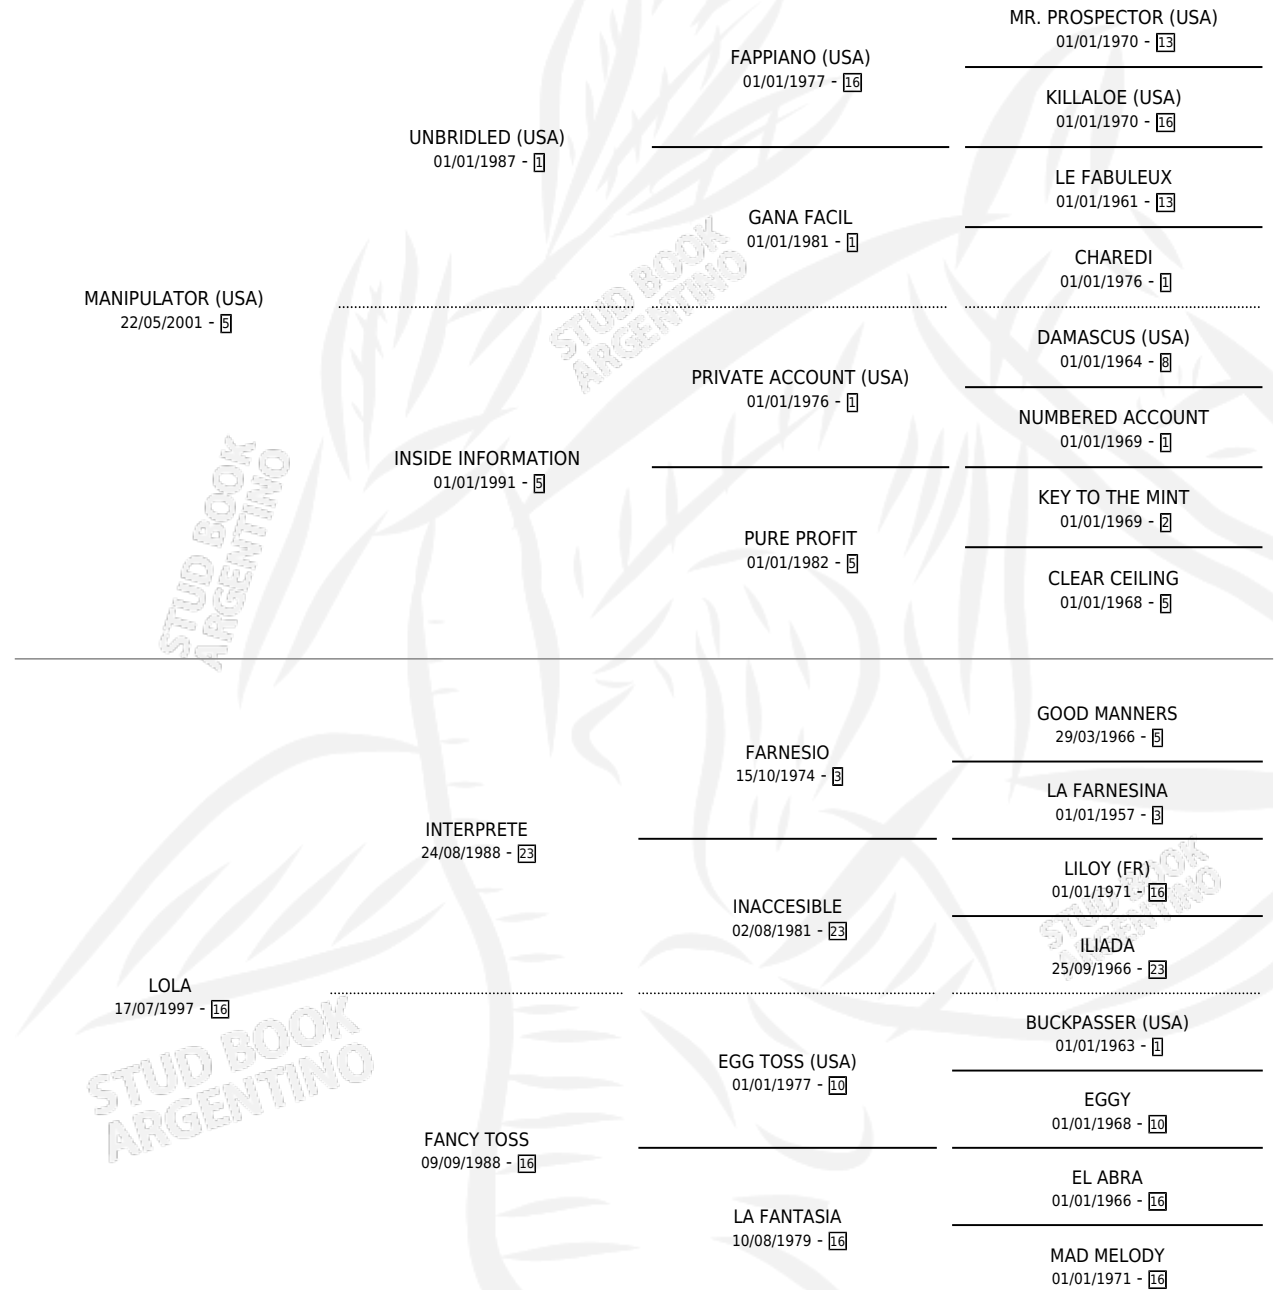 MR. PROSPECTOR (USA)
01/01/1970 - 13
FAPPIANO (USA)
01/01/1977 - 16
KILLALOE (USA)
01/01/1970 - 16
UNBRIDLED (USA)
01/01/1987 - 1
LE FABULEUX
01/01/1961 - 13
GANA FACIL
01/01/1981 - 1
CHAREDI
01/01/1976 - 1
MANIPULATOR (USA)
22/05/2001 - 5
STUD BOOK
ARGENTINO
DAMASCUS (USA)
01/01/1964 - 8
PRIVATE ACCOUNT (USA)
01/01/1976 - 1
NUMBERED ACCOUNT
01/01/1969 - 1
INSIDE INFORMATION
01/01/1991 - 5
KEY TO THE MINT
01/01/1969 - 2
PURE PROFIT
01/01/1982 - 5
CLEAR CEILING
01/01/1968 - 5
STUD BOOK
ARGENTINO
GOOD MANNERS
29/03/1966 - 5
FARNESIO
15/10/1974 - 3
LA FARNESINA
01/01/1957 - 3
INTERPRETE
24/08/1988 - 23
LILOY (FR)
01/01/1971 - 16
INACCESIBLE
02/08/1981 - 23
ILIADA
25/09/1966 - 23
STUD BOOK
ARGENTINO
LOLA
17/07/1997 - 16
BUCKPASSER (USA)
01/01/1963 - 1
EGG TOSS (USA)
01/01/1977 - 10
EGGY
01/01/1968 - 10
STUD BOOK
ARGENTINO
FANCY TOSS
09/09/1988 - 16
EL ABRA
01/01/1966 - 16
LA FANTASIA
10/08/1979 - 16
MAD MELODY
01/01/1971 - 16